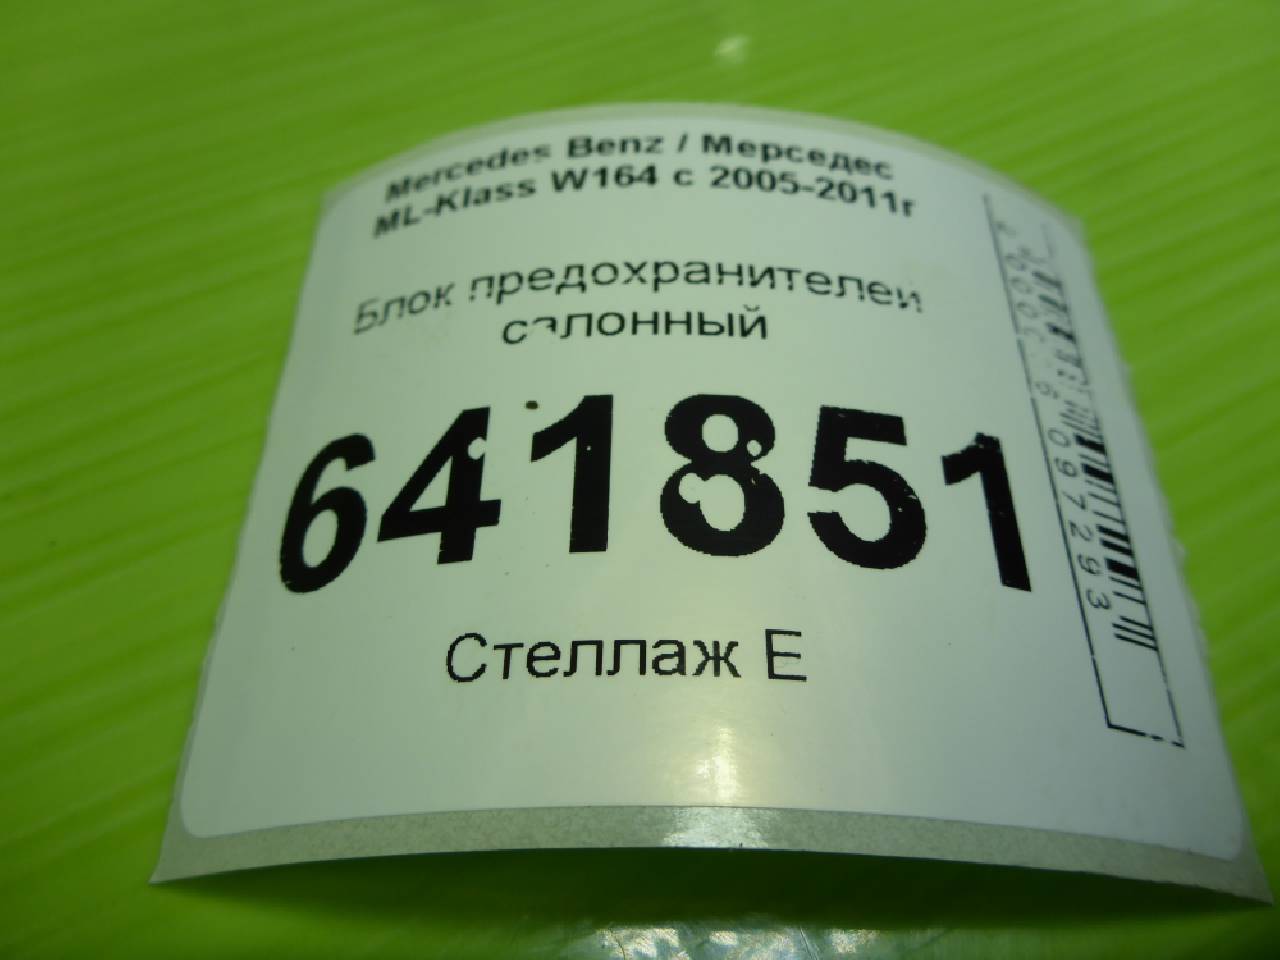 Mercedes Benz / Мерседес
ML-Klass W164 с 2005-2011г
Блок предохранителей
салонный
641851
Стеллаж Е